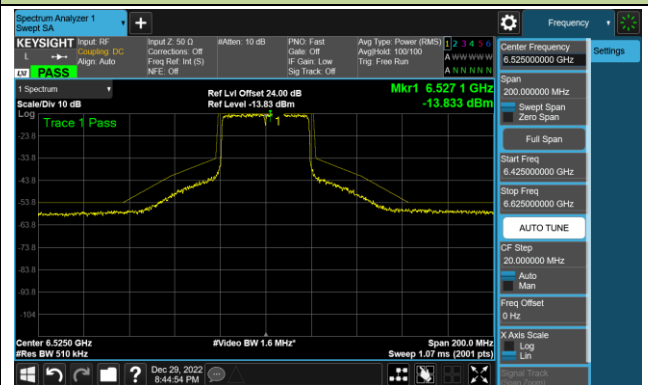 Spectrum Analyzer 1
Swept SA
Frequency
KEYSIGHT
L
LXI
PASS
Input: RF
Coupling: DC
Align: Auto
Input Z: 50 Ω
Corrections: Off
Freq Ref: Int (S)
NFE: Off
#Atten: 10 dB
PNO: Fast
Gate: Off
IF Gain: Low
Sig Track: Off
Avg Type: Power (RMS)
Avg|Hold: 100/100
Trig: Free Run
1 2 3 4 5 6
A W W W W W
A N N N N N
1 Spectrum
Scale/Div 10 dB
Ref Lvl Offset 24.00 dB
Ref Level -13.83 dBm
Mkr1 6.527 1 GHz
-13.833 dBm
Log
Trace 1 Pass
1
-23.8
-33.8
-43.8
-53.8
-63.8
-73.8
-83.8
-93.8
-104
Center 6.5250 GHz
#Res BW 510 kHz
#Video BW 1.6 MHz*
Span 200.0 MHz
Sweep 1.07 ms (2001 pts)
Dec 29, 2022
8:44:54 PM
Center Frequency
6.525000000 GHz
Span
200.000000 MHz
Swept Span
Zero Span
Full Span
Start Freq
6.425000000 GHz
Stop Freq
6.625000000 GHz
AUTO TUNE
CF Step
20.000000 MHz
Auto
Man
Freq Offset
0 Hz
X Axis Scale
Log
Lin
Signal Track
(Span Zoom)
Settings